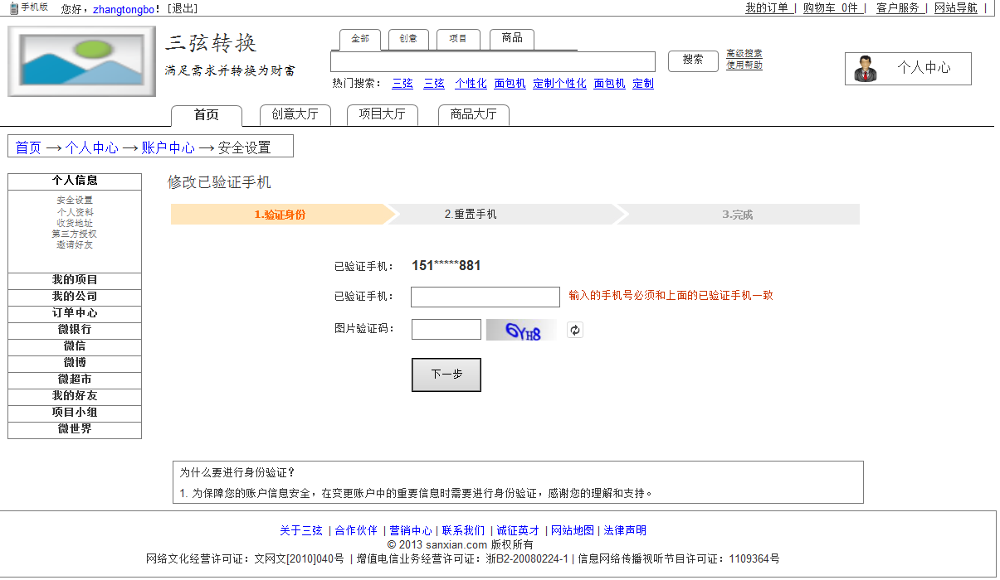 手机版 您好，zhangtongbo！[退出] 我的订单 | 购物车 0件 | 客户服务 | 网站导航 |
三弦转换
满足需求并转换为财富
全部 创意 项目 商品
搜索
高级搜索
使用帮助
个人中心
热门搜索： 三弦 三弦 个性化 面包机 定制个性化 面包机 定制
首页 创意大厅 项目大厅 商品大厅
首页 → 个人中心 → 账户中心 → 安全设置
个人信息
安全设置
个人资料
收货地址
第三方授权
邀请好友
我的项目
我的公司
订单中心
微银行
微信
微博
微超市
我的好友
项目小组
微世界
修改已验证手机
1.验证身份 2.重置手机 3.完成
已验证手机： 151*****881
已验证手机： 输入的手机号必须和上面的已验证手机一致
图片验证码： 6YH8
下一步
为什么要进行身份验证？
1. 为保障您的账户信息安全，在变更账户中的重要信息时需要进行身份验证，感谢您的理解和支持。
关于三弦 | 合作伙伴 | 营销中心 | 联系我们 | 诚征英才 | 网站地图 | 法律声明
© 2013 sanxian.com 版权所有
网络文化经营许可证：文网文[2010]040号 | 增值电信业务经营许可证：浙B2-20080224-1 | 信息网络传播视听节目许可证：1109364号